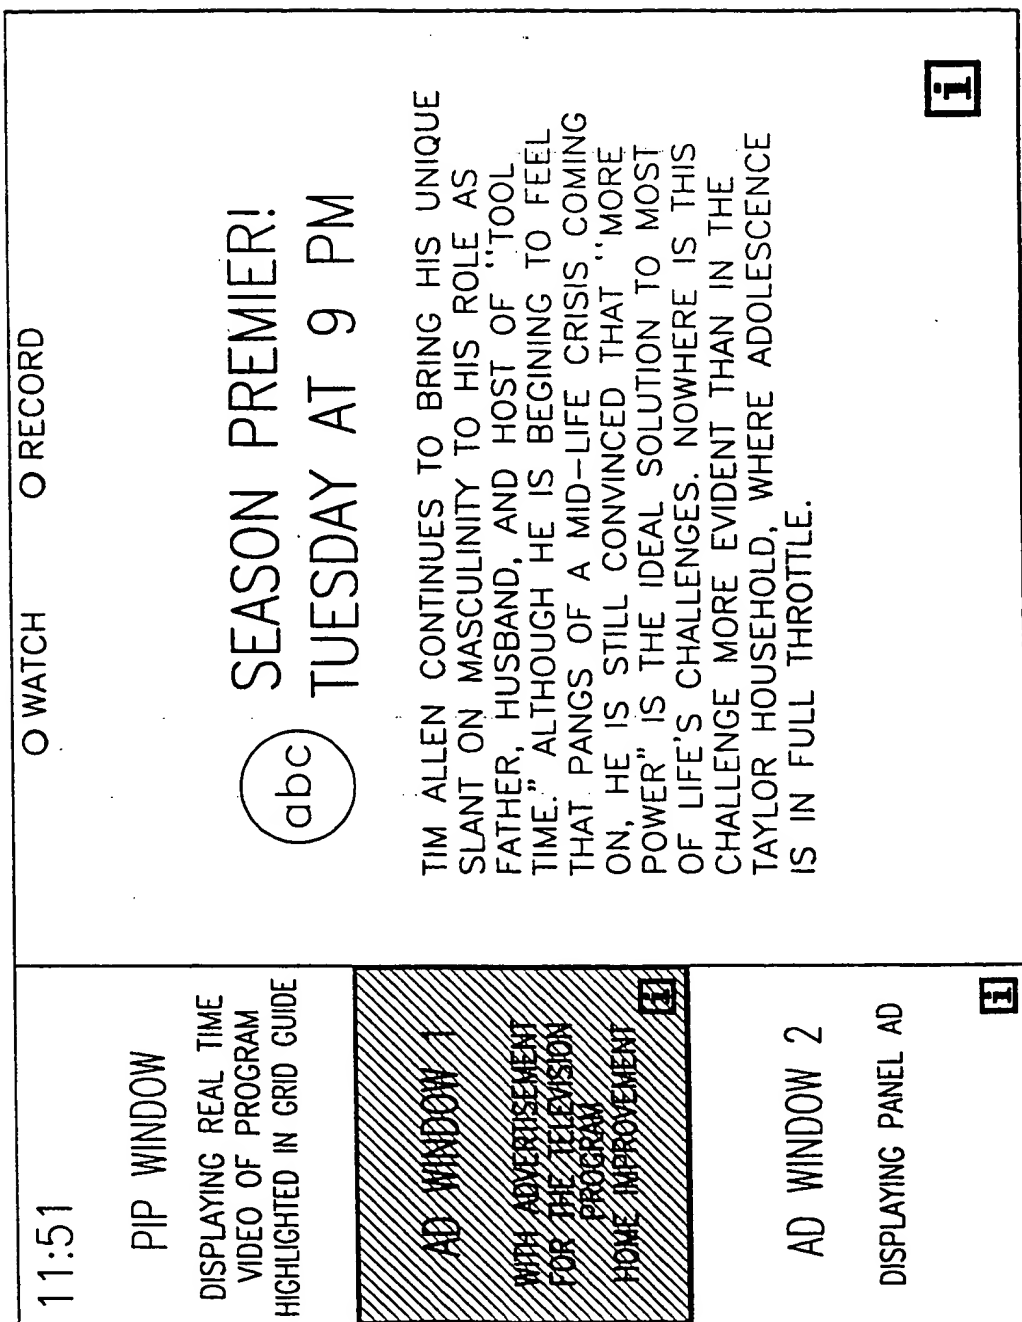 11:51
PIP WINDOW
DISPLAYING REAL TIME
VIDEO OF PROGRAM
HIGHLIGHTED IN GRID GUIDE
AD WINDOW 1
WITH ADVERTISEMENT
FOR THE TELEVISION
PROGRAM
HOME IMPROVEMENT
i
AD WINDOW 2
DISPLAYING PANEL AD
i
O WATCH O RECORD
abc
SEASON PREMIER!
TUESDAY AT 9 PM
TIM ALLEN CONTINUES TO BRING HIS UNIQUE
SLANT ON MASCULINITY TO HIS ROLE AS
FATHER, HUSBAND, AND HOST OF ''TOOL
TIME.” ALTHOUGH HE IS BEGINING TO FEEL
THAT PANGS OF A MID-LIFE CRISIS COMING
ON, HE IS STILL CONVINCED THAT ''MORE
POWER” IS THE IDEAL SOLUTION TO MOST
OF LIFE'S CHALLENGES. NOWHERE IS THIS
CHALLENGE MORE EVIDENT THAN IN THE
TAYLOR HOUSEHOLD, WHERE ADOLESCENCE
IS IN FULL THROTTLE.
i